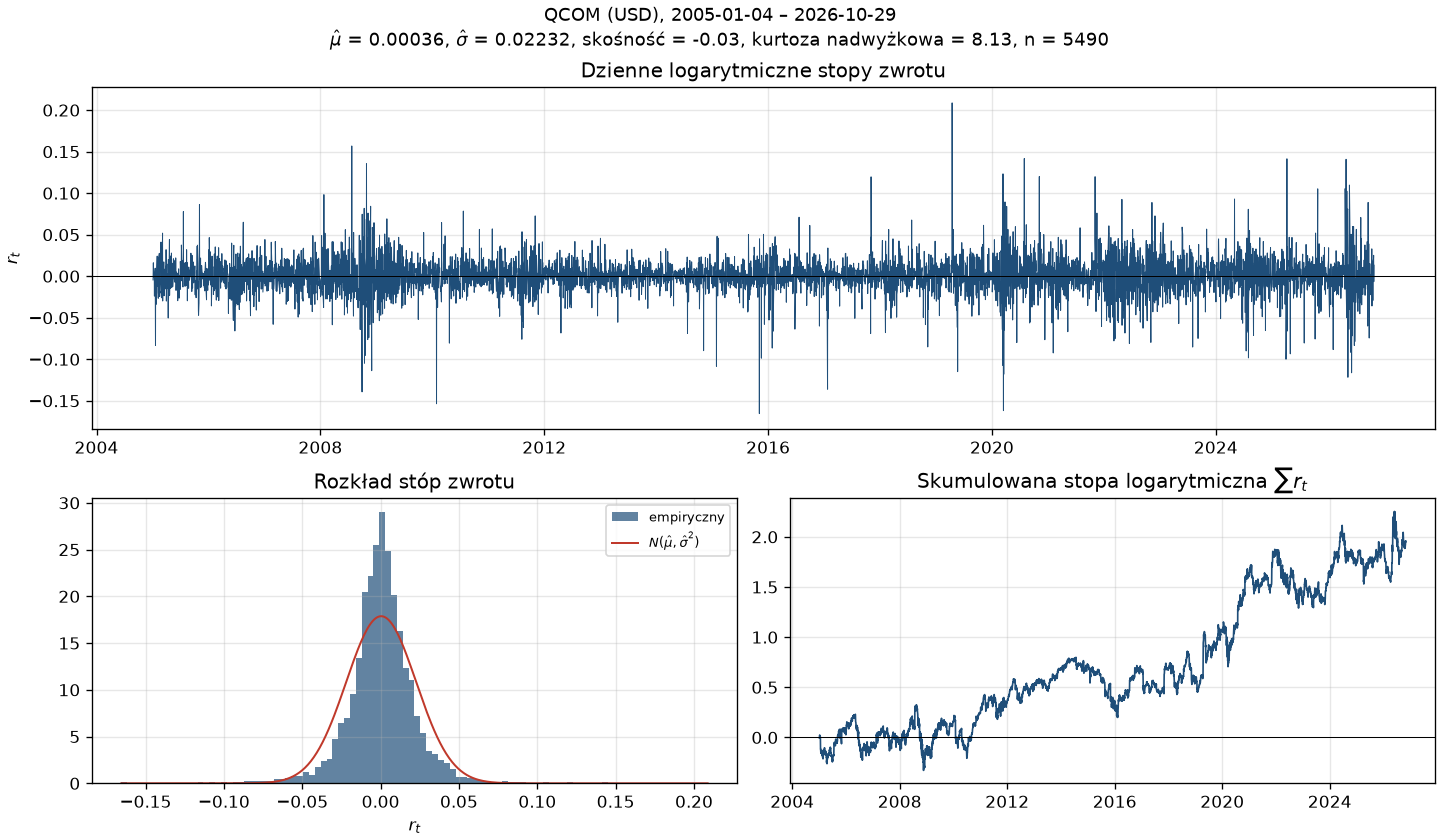 QCOM (USD), 2005-01-04 – 2026-10-29
μ̂ = 0.00036, σ̂ = 0.02232, skośność = -0.03, kurtoza nadwyżkowa = 8.13, n = 5490
Dzienne logarytmiczne stopy zwrotu
0.20
0.15
0.10
0.05
0.00
−0.05
−0.10
−0.15
r_t
2004 2008 2012 2016 2020 2024
Rozkład stóp zwrotu
30
25
20
15
10
5
0
empiryczny
N(μ̂, σ̂²)
−0.15 −0.10 −0.05 0.00 0.05 0.10 0.15 0.20
r_t
Skumulowana stopa logarytmiczna ∑r_t
2.0
1.5
1.0
0.5
0.0
2004 2008 2012 2016 2020 2024